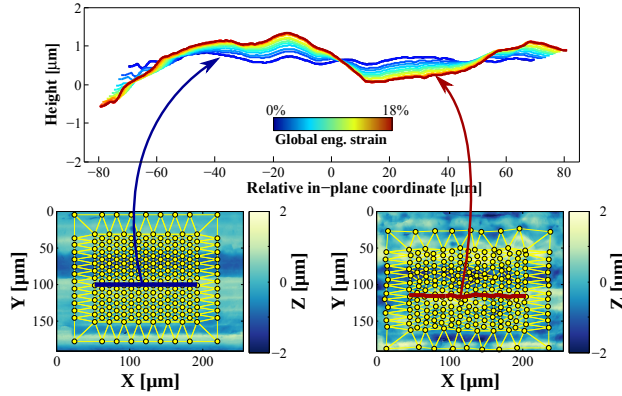 2
1
0
−1
−2
Height [μm]
−80 −60 −40 −20 0 20 40 60 80
Relative in−plane coordinate [μm]
0% 18%
Global eng. strain
0
50
100
150
Y [μm]
0 100 200
X [μm]
2
0
−2
Z [μm]
0
50
100
150
Y [μm]
0 100 200
X [μm]
2
0
−2
Z [μm]